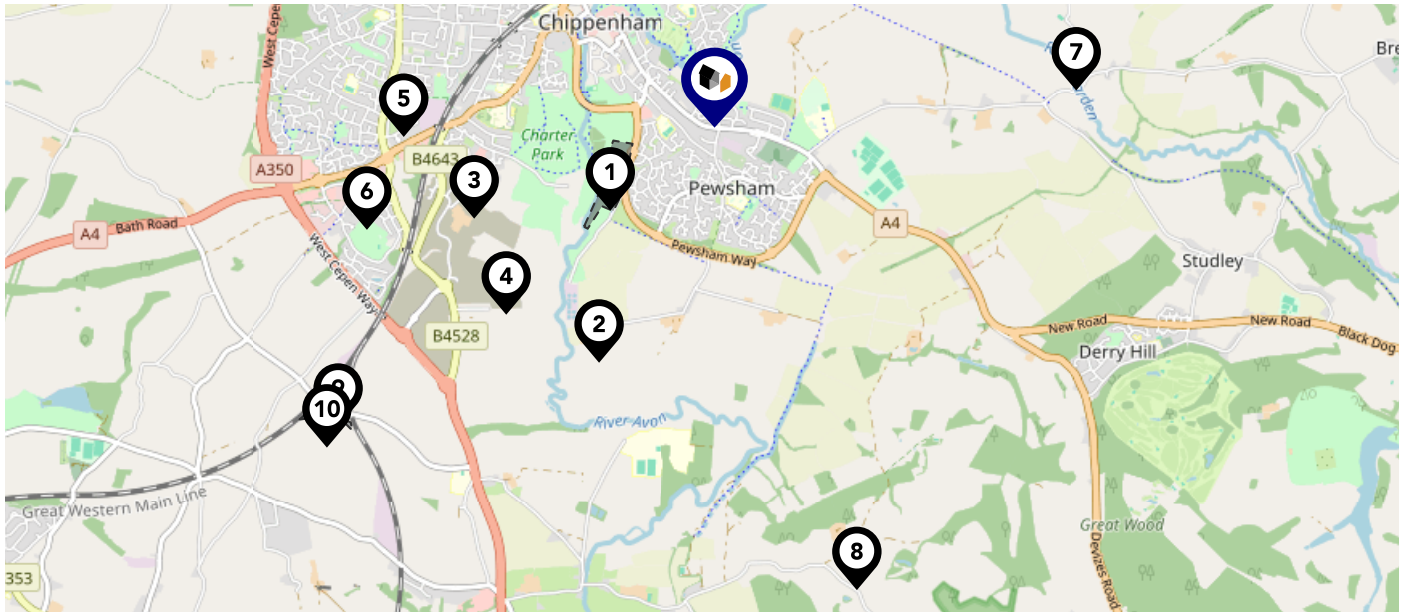 West Cepen
Chippenham
7
Bre
5
Charter
Park
B4643
A350
3
1
6
Pewsham
A4
Bath Road
A4
West Cepen Way
Pewsham Way
Studley
4
2
B4528
New Road
New Road
Black Dog
Derry Hill
9
10
River Avon
Great Western Main Line
Great Wood
8
Devizes Road
353